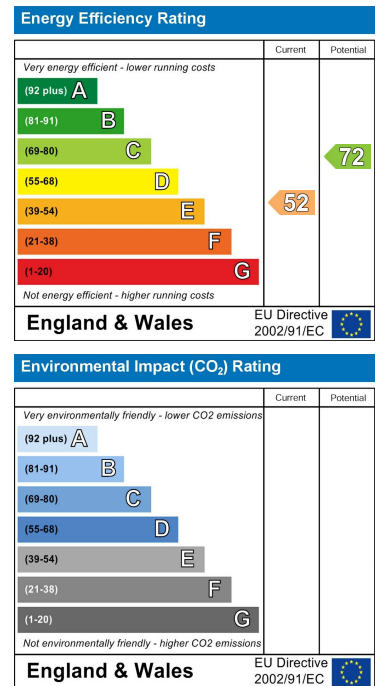 Energy Efficiency Rating
Current Potential
Very energy efficient - lower running costs
(92 plus) A
(81-91) B
(69-80) C
72
(55-68) D
(39-54) E
52
(21-38) F
(1-20) G
Not energy efficient - higher running costs
England & Wales
EU Directive
2002/91/EC
Environmental Impact (CO₂) Rating
Current Potential
Very environmentally friendly - lower CO2 emissions
(92 plus) A
(81-91) B
(69-80) C
(55-68) D
(39-54) E
(21-38) F
(1-20) G
Not environmentally friendly - higher CO2 emissions
England & Wales
EU Directive
2002/91/EC